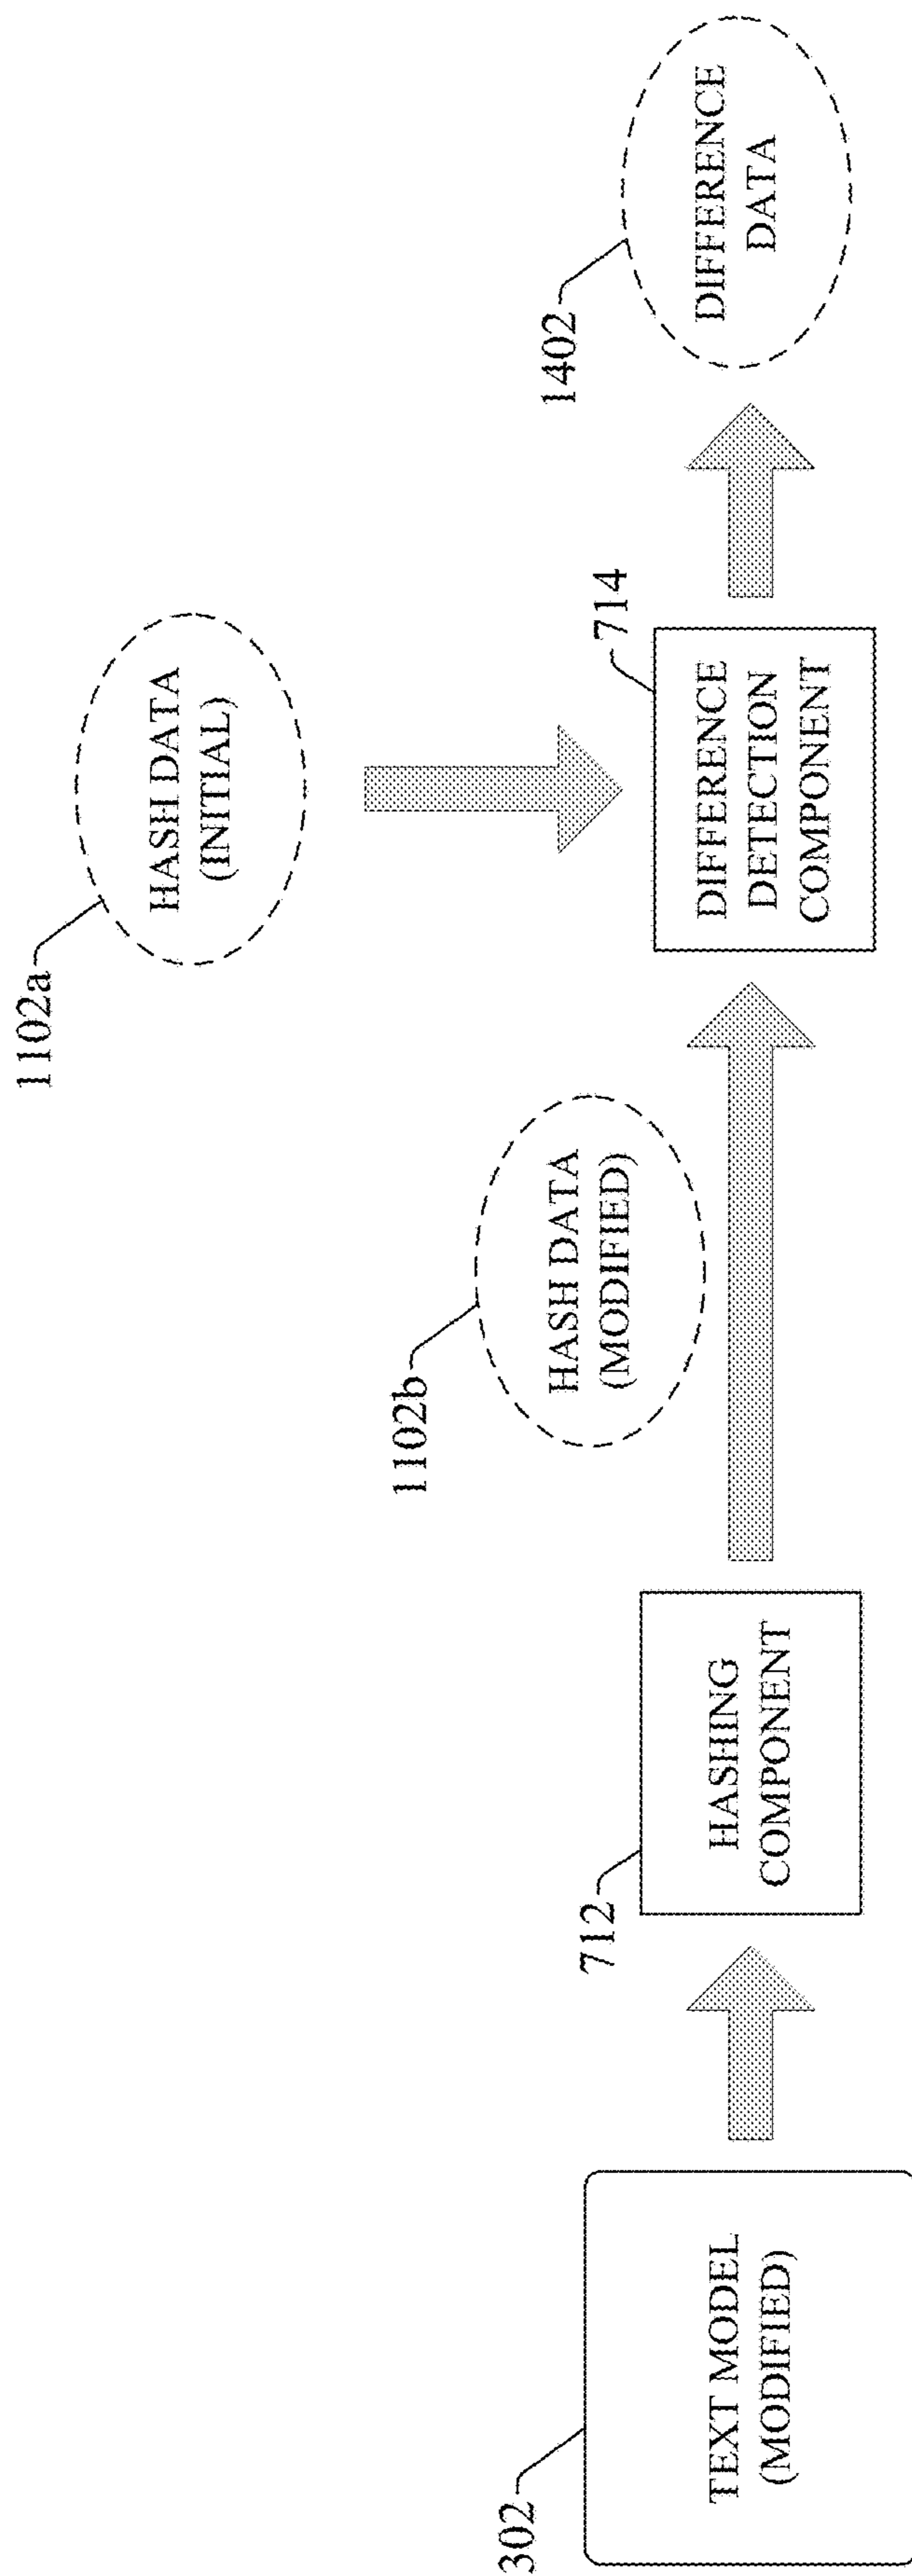 1102a
HASH DATA
(INITIAL)
1102b
HASH DATA
(MODIFIED)
302
TEXT MODEL
(MODIFIED)
712
HASHING
COMPONENT
714
DIFFERENCE
DETECTION
COMPONENT
1402
DIFFERENCE
DATA